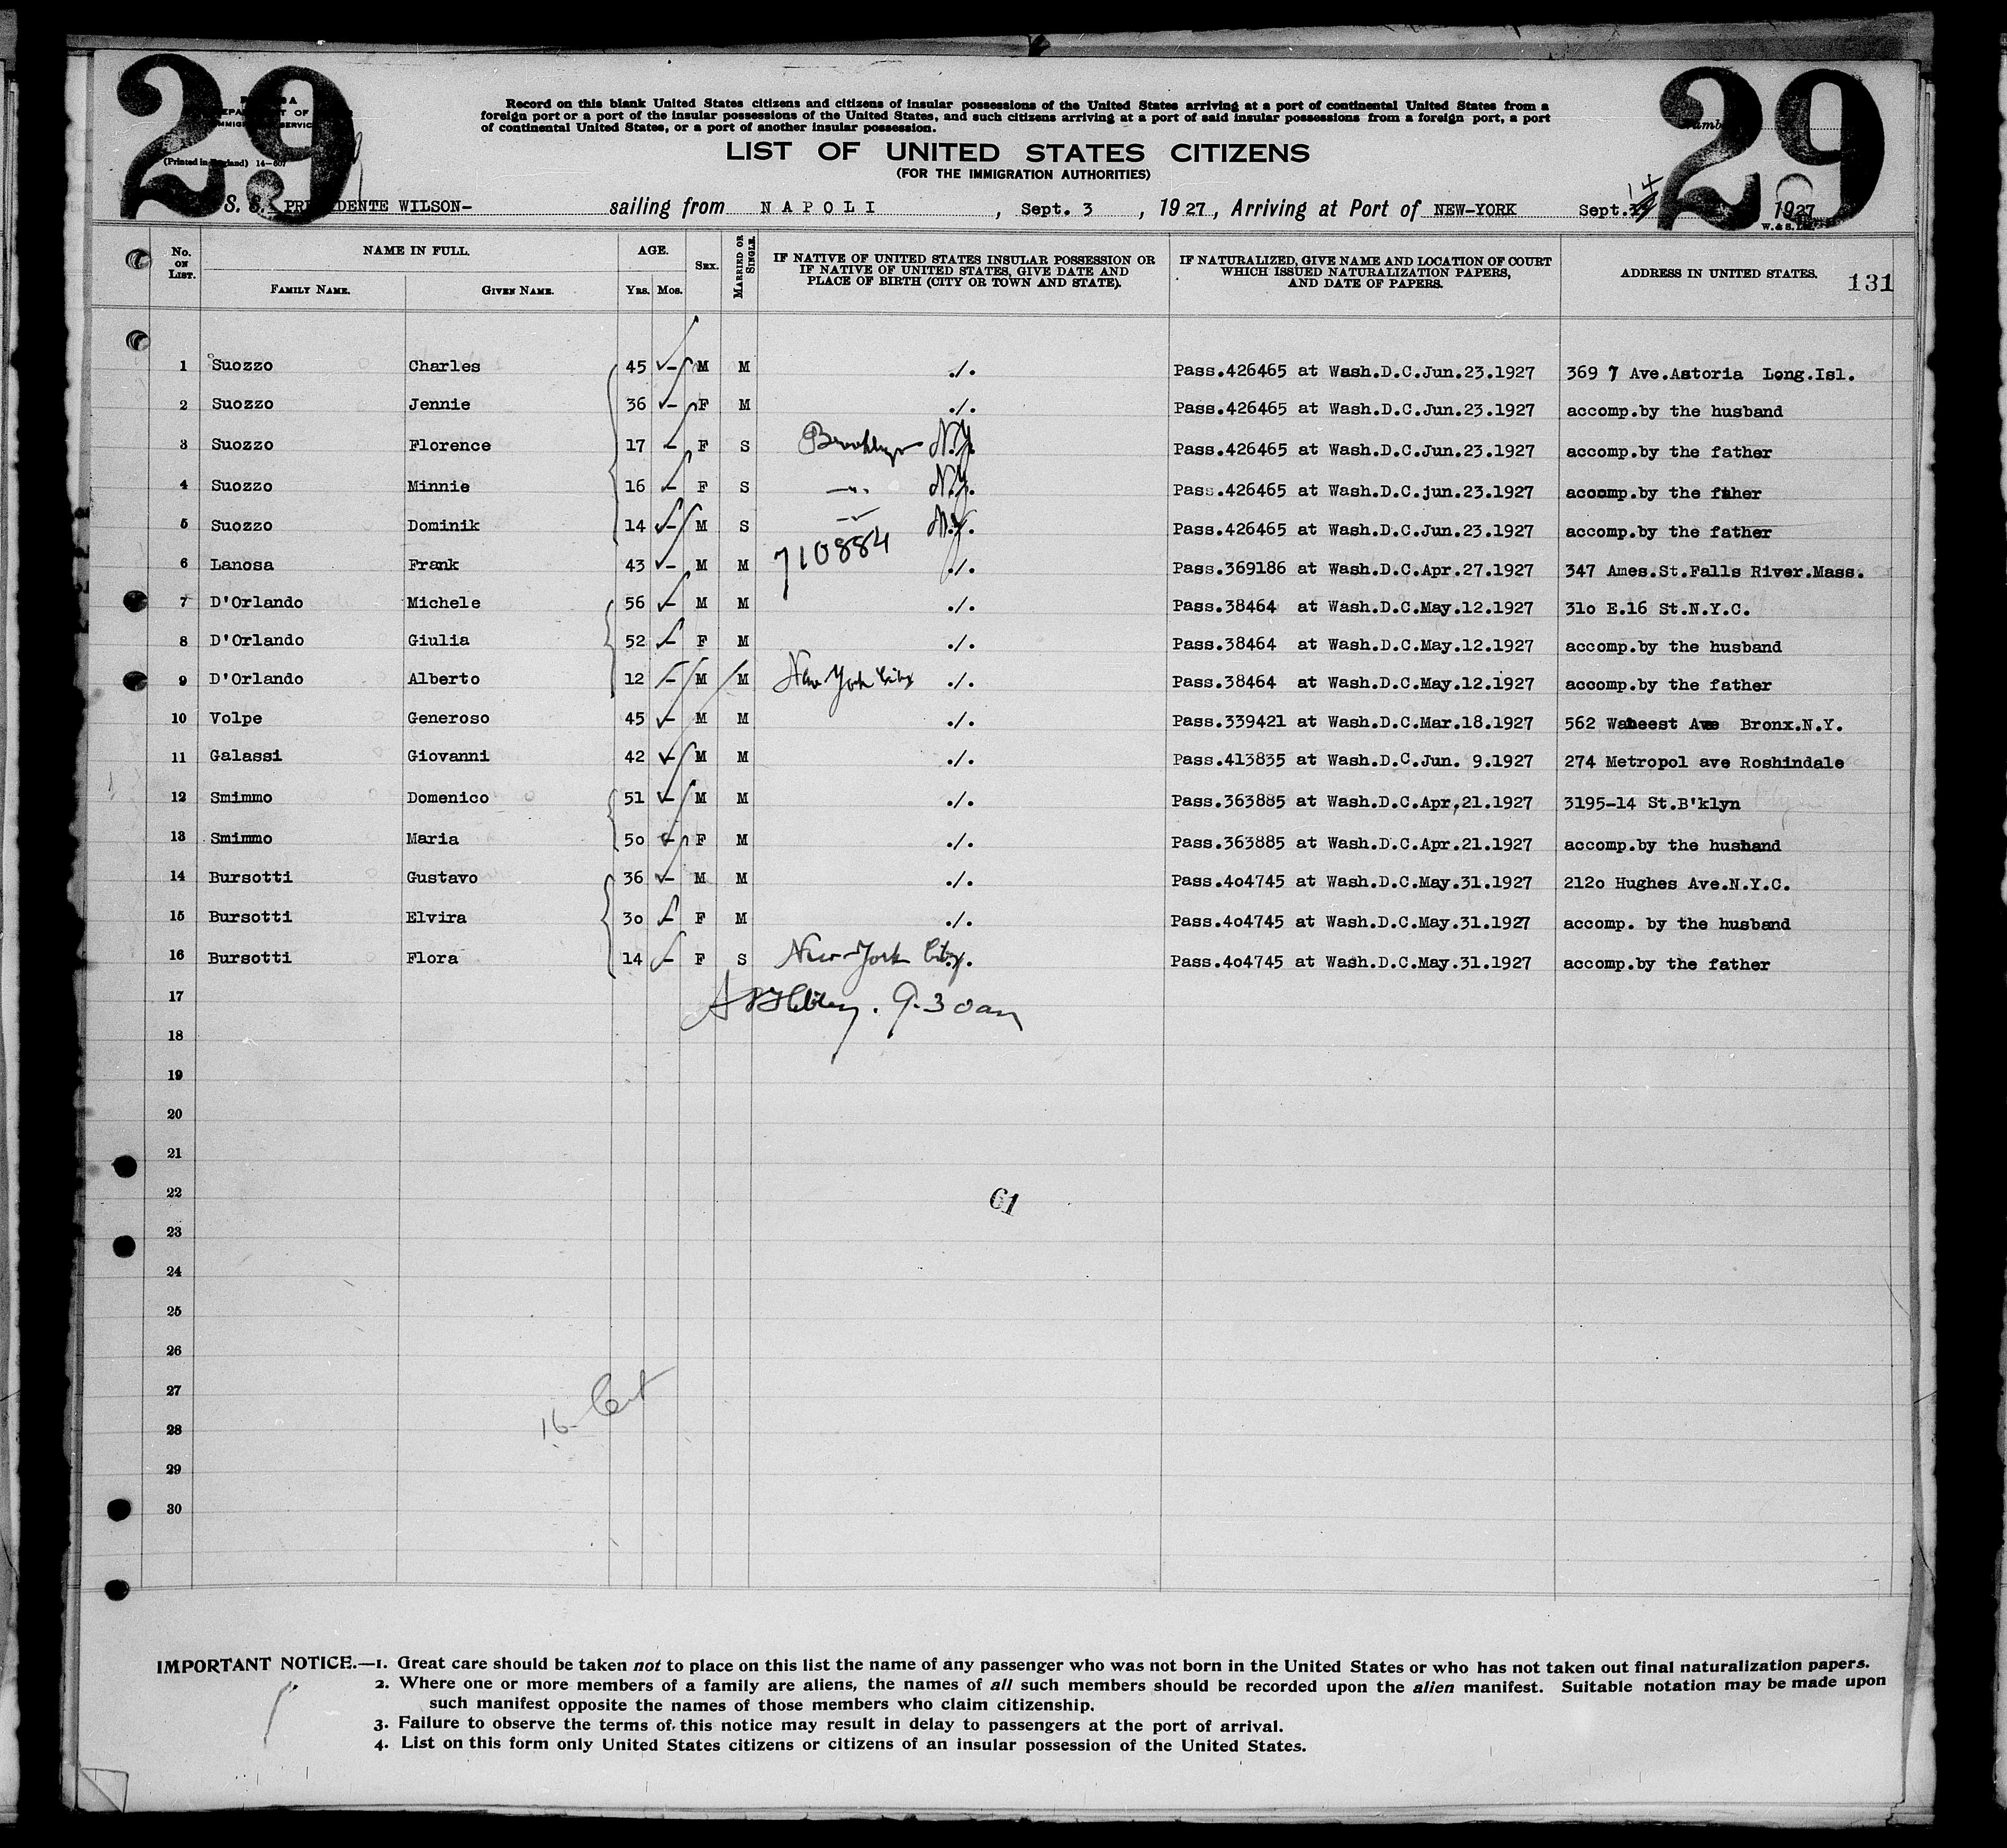 29 29
(Printed in England) 14-607
Record on this blank United States citizens and citizens of insular possessions of the United States arriving at a port of continental United States from a
foreign port or a port of the insular possessions of the United States, and such citizens arriving at a port of said insular possessions from a foreign port, a port
of continental United States, or a port of another insular possession.
LIST OF UNITED STATES CITIZENS
(FOR THE IMMIGRATION AUTHORITIES)
S. S. PRESIDENTE WILSON- sailing from NAPOLI, Sept. 3, 1927, Arriving at Port of NEW-YORK Sept. 14 1927
W. & S. Ltd.
No. ON LIST. NAME IN FULL. AGE. SEX. MARRIED OR SINGLE. IF NATIVE OF UNITED STATES INSULAR POSSESSION OR IF NATIVE OF UNITED STATES, GIVE DATE AND PLACE OF BIRTH (CITY OR TOWN AND STATE). IF NATURALIZED, GIVE NAME AND LOCATION OF COURT WHICH ISSUED NATURALIZATION PAPERS, AND DATE OF PAPERS. ADDRESS IN UNITED STATES. 131
FAMILY NAME. GIVEN NAME. YRS. MOS.
1 Suozzo Charles 45 - M M ./. Pass.426465 at Wash.D.C.Jun.23.1927 369 7 Ave.Astoria Long.Isl.
2 Suozzo Jennie 36 - F M ./. Pass.426465 at Wash.D.C.Jun.23.1927 accomp.by the husband
3 Suozzo Florence 17 - F S Brooklyn N.Y. Pass.426465 at Wash.D.C.Jun.23.1927 accomp.by the father
4 Suozzo Minnie 16 - F S —"— N.Y. Pass.426465 at Wash.D.C.jun.23.1927 accomp.by the father
5 Suozzo Dominik 14 - M S N.Y. Pass.426465 at Wash.D.C.Jun.23.1927 accomp.by the father
6 Lanosa Frank 43 - M M 710884 ./. Pass.369186 at Wash.D.C.Apr.27.1927 347 Ames.St.Falls River.Mass.
7 D'Orlando Michele 56 - M M ./. Pass.38464 at Wash.D.C.May.12.1927 31o E.16 St.N.Y.C.
8 D'Orlando Giulia 52 - F M ./. Pass.38464 at Wash.D.C.May.12.1927 accomp.by the husband
9 D'Orlando Alberto 12 - M M New York City ./. Pass.38464 at Wash.D.C.May.12.1927 accomp.by the father
10 Volpe Generoso 45 - M M ./. Pass.339421 at Wash.D.C.Mar.18.1927 562 Ave Bronx.N.Y.
11 Galassi Giovanni 42 - M M ./. Pass.413835 at Wash.D.C.Jun. 9.1927 274 Metropol ave Roshindale
12 Smimmo Domenico 51 - M M ./. Pass.363885 at Wash.D.C.Apr,21.1927 3195-14 St.B'klyn
13 Smimmo Maria 5o - F M ./. Pass.363885 at Wash.D.C.Apr.21.1927 accomp.by the husband
14 Bursotti Gustavo 36 - M M ./. Pass.4o4745 at Wash.D.C.May.31.1927 212o Hughes Ave.N.Y.C.
15 Bursotti Elvira 3o - F M ./. Pass.4o4745 at Wash.D.C.May.31.1927 accomp. by the husband
16 Bursotti Flora 14 - F S New-York City. Pass.4o4745 at Wash.D.C.May.31.1927 accomp.by the father
17 9.30am
18
19
20
21
22 61
23
24
25
26
27
28 16
29
30
IMPORTANT NOTICE.—1. Great care should be taken not to place on this list the name of any passenger who was not born in the United States or who has not taken out final naturalization papers.
2. Where one or more members of a family are aliens, the names of all such members should be recorded upon the alien manifest. Suitable notation may be made upon
such manifest opposite the names of those members who claim citizenship.
3. Failure to observe the terms of this notice may result in delay to passengers at the port of arrival.
4. List on this form only United States citizens or citizens of an insular possession of the United States.